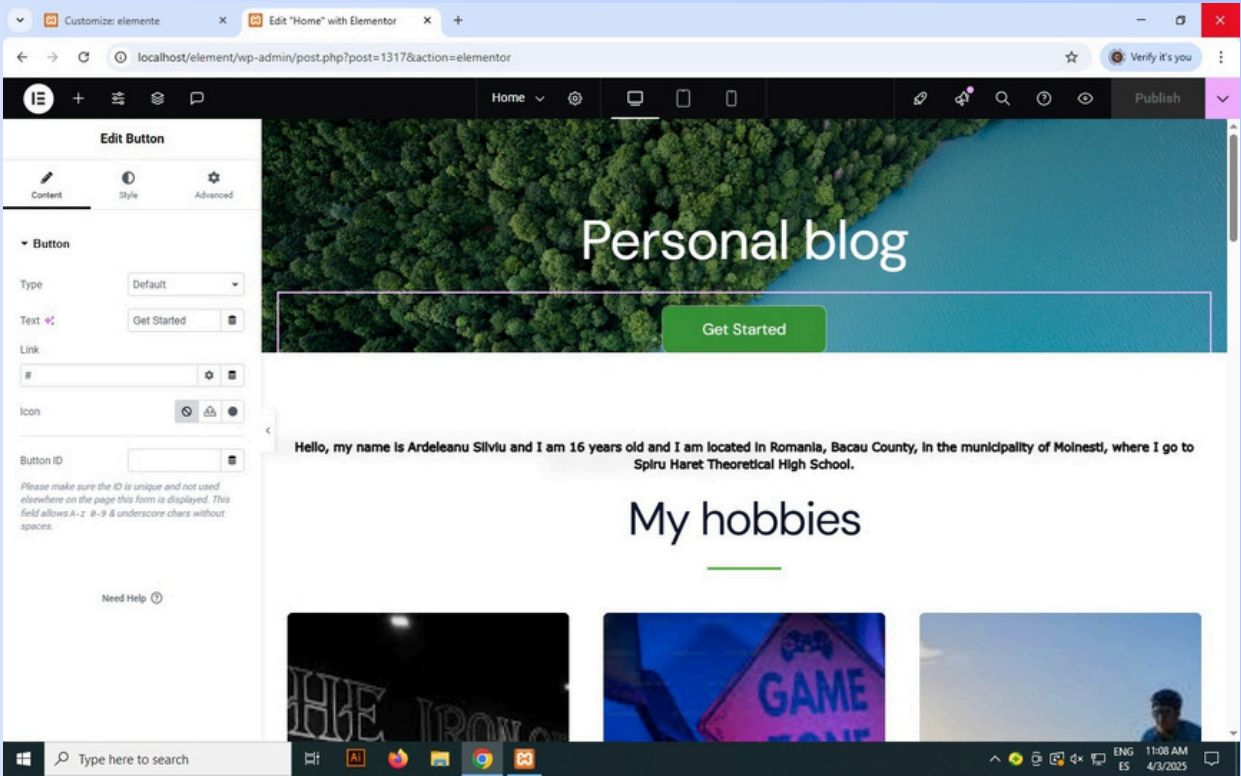 Customize: elemente
Edit "Home" with Elementor
localhost/element/wp-admin/post.php?post=1317&action=elementor
Verify it's you
Home
Publish
Edit Button
Content
Style
Advanced
Button
Type
Default
Text
Get Started
Link
#
Icon
Button ID
Please make sure the ID is unique and not used
elsewhere on the page this form is displayed. This
field allows A-z 0-9 & underscore chars without
spaces.
Need Help
Personal blog
Get Started
Hello, my name is Ardeleanu Silviu and I am 16 years old and I am located in Romania, Bacau County, in the municipality of Moinesti, where I go to
Spiru Haret Theoretical High School.
My hobbies
HE IRON
GAME
ZONE
Type here to search
Ai
ENG
ES
11:08 AM
4/3/2025